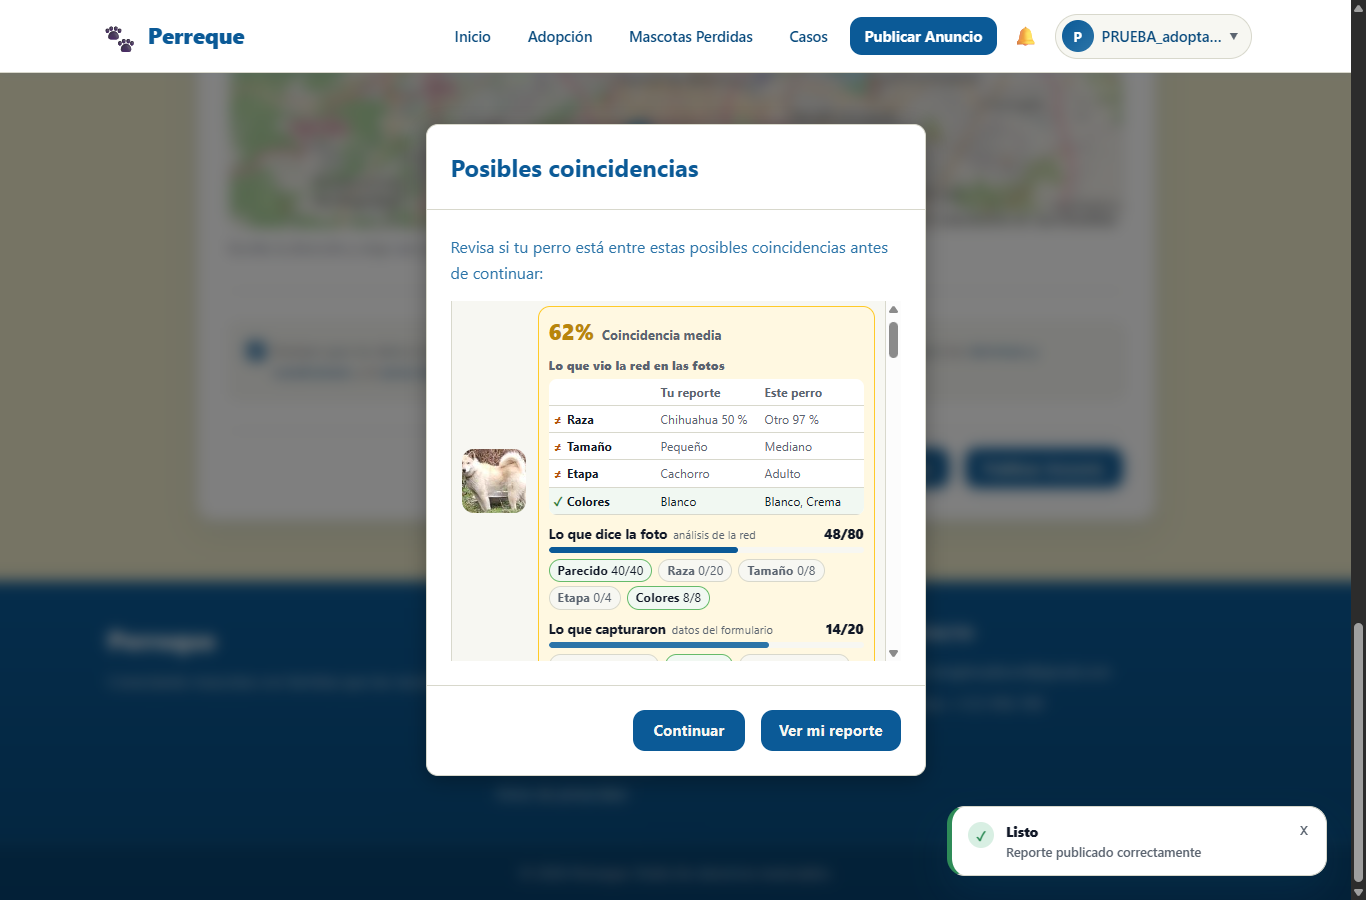 Perreque
Inicio
Adopción
Mascotas Perdidas
Casos
Publicar Anuncio
P
PRUEBA_adopta...
Posibles coincidencias
Revisa si tu perro está entre estas posibles coincidencias antes
de continuar:
62% Coincidencia media
Lo que vio la red en las fotos
Tu reporte Este perro
≠ Raza Chihuahua 50 % Otro 97 %
≠ Tamaño Pequeño Mediano
≠ Etapa Cachorro Adulto
✓ Colores Blanco Blanco, Crema
Lo que dice la foto análisis de la red 48/80
Parecido 40/40 Raza 0/20 Tamaño 0/8
Etapa 0/4 Colores 8/8
Lo que capturaron datos del formulario 14/20
Continuar
Ver mi reporte
Listo
X
Reporte publicado correctamente